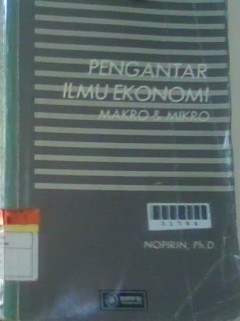 PENGANTAR
ILMU EKONOMI
MAKRO & MIKRO
NOPIRIN, Ph.D.